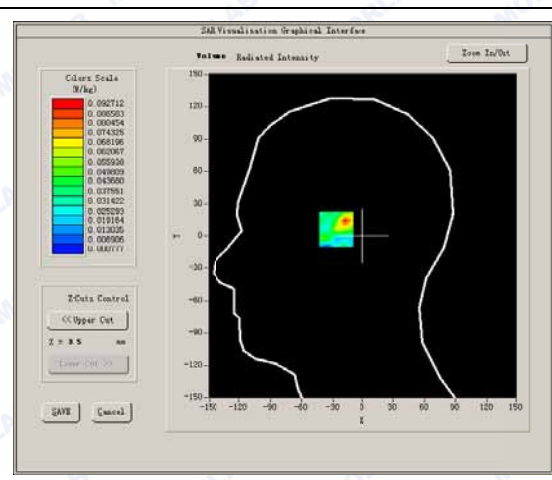 SAR Visualisation Graphical Interface
Volume Radiated Intensity
Zoom In/Out
Colors Scale
(W/kg)
0.092712
0.086583
0.080454
0.074325
0.068196
0.062067
0.055938
0.049809
0.043680
0.037551
0.031422
0.025293
0.019164
0.013035
0.006906
0.000777
Z-Cuts Control
<< Upper Cut
Lower Cut >>
SAVE
Cancel
150
120
90
60
30
0
-30
-60
-90
-120
-150
Y
-150 -120 -90 -60 -30 0 30 60 90 120 150
X